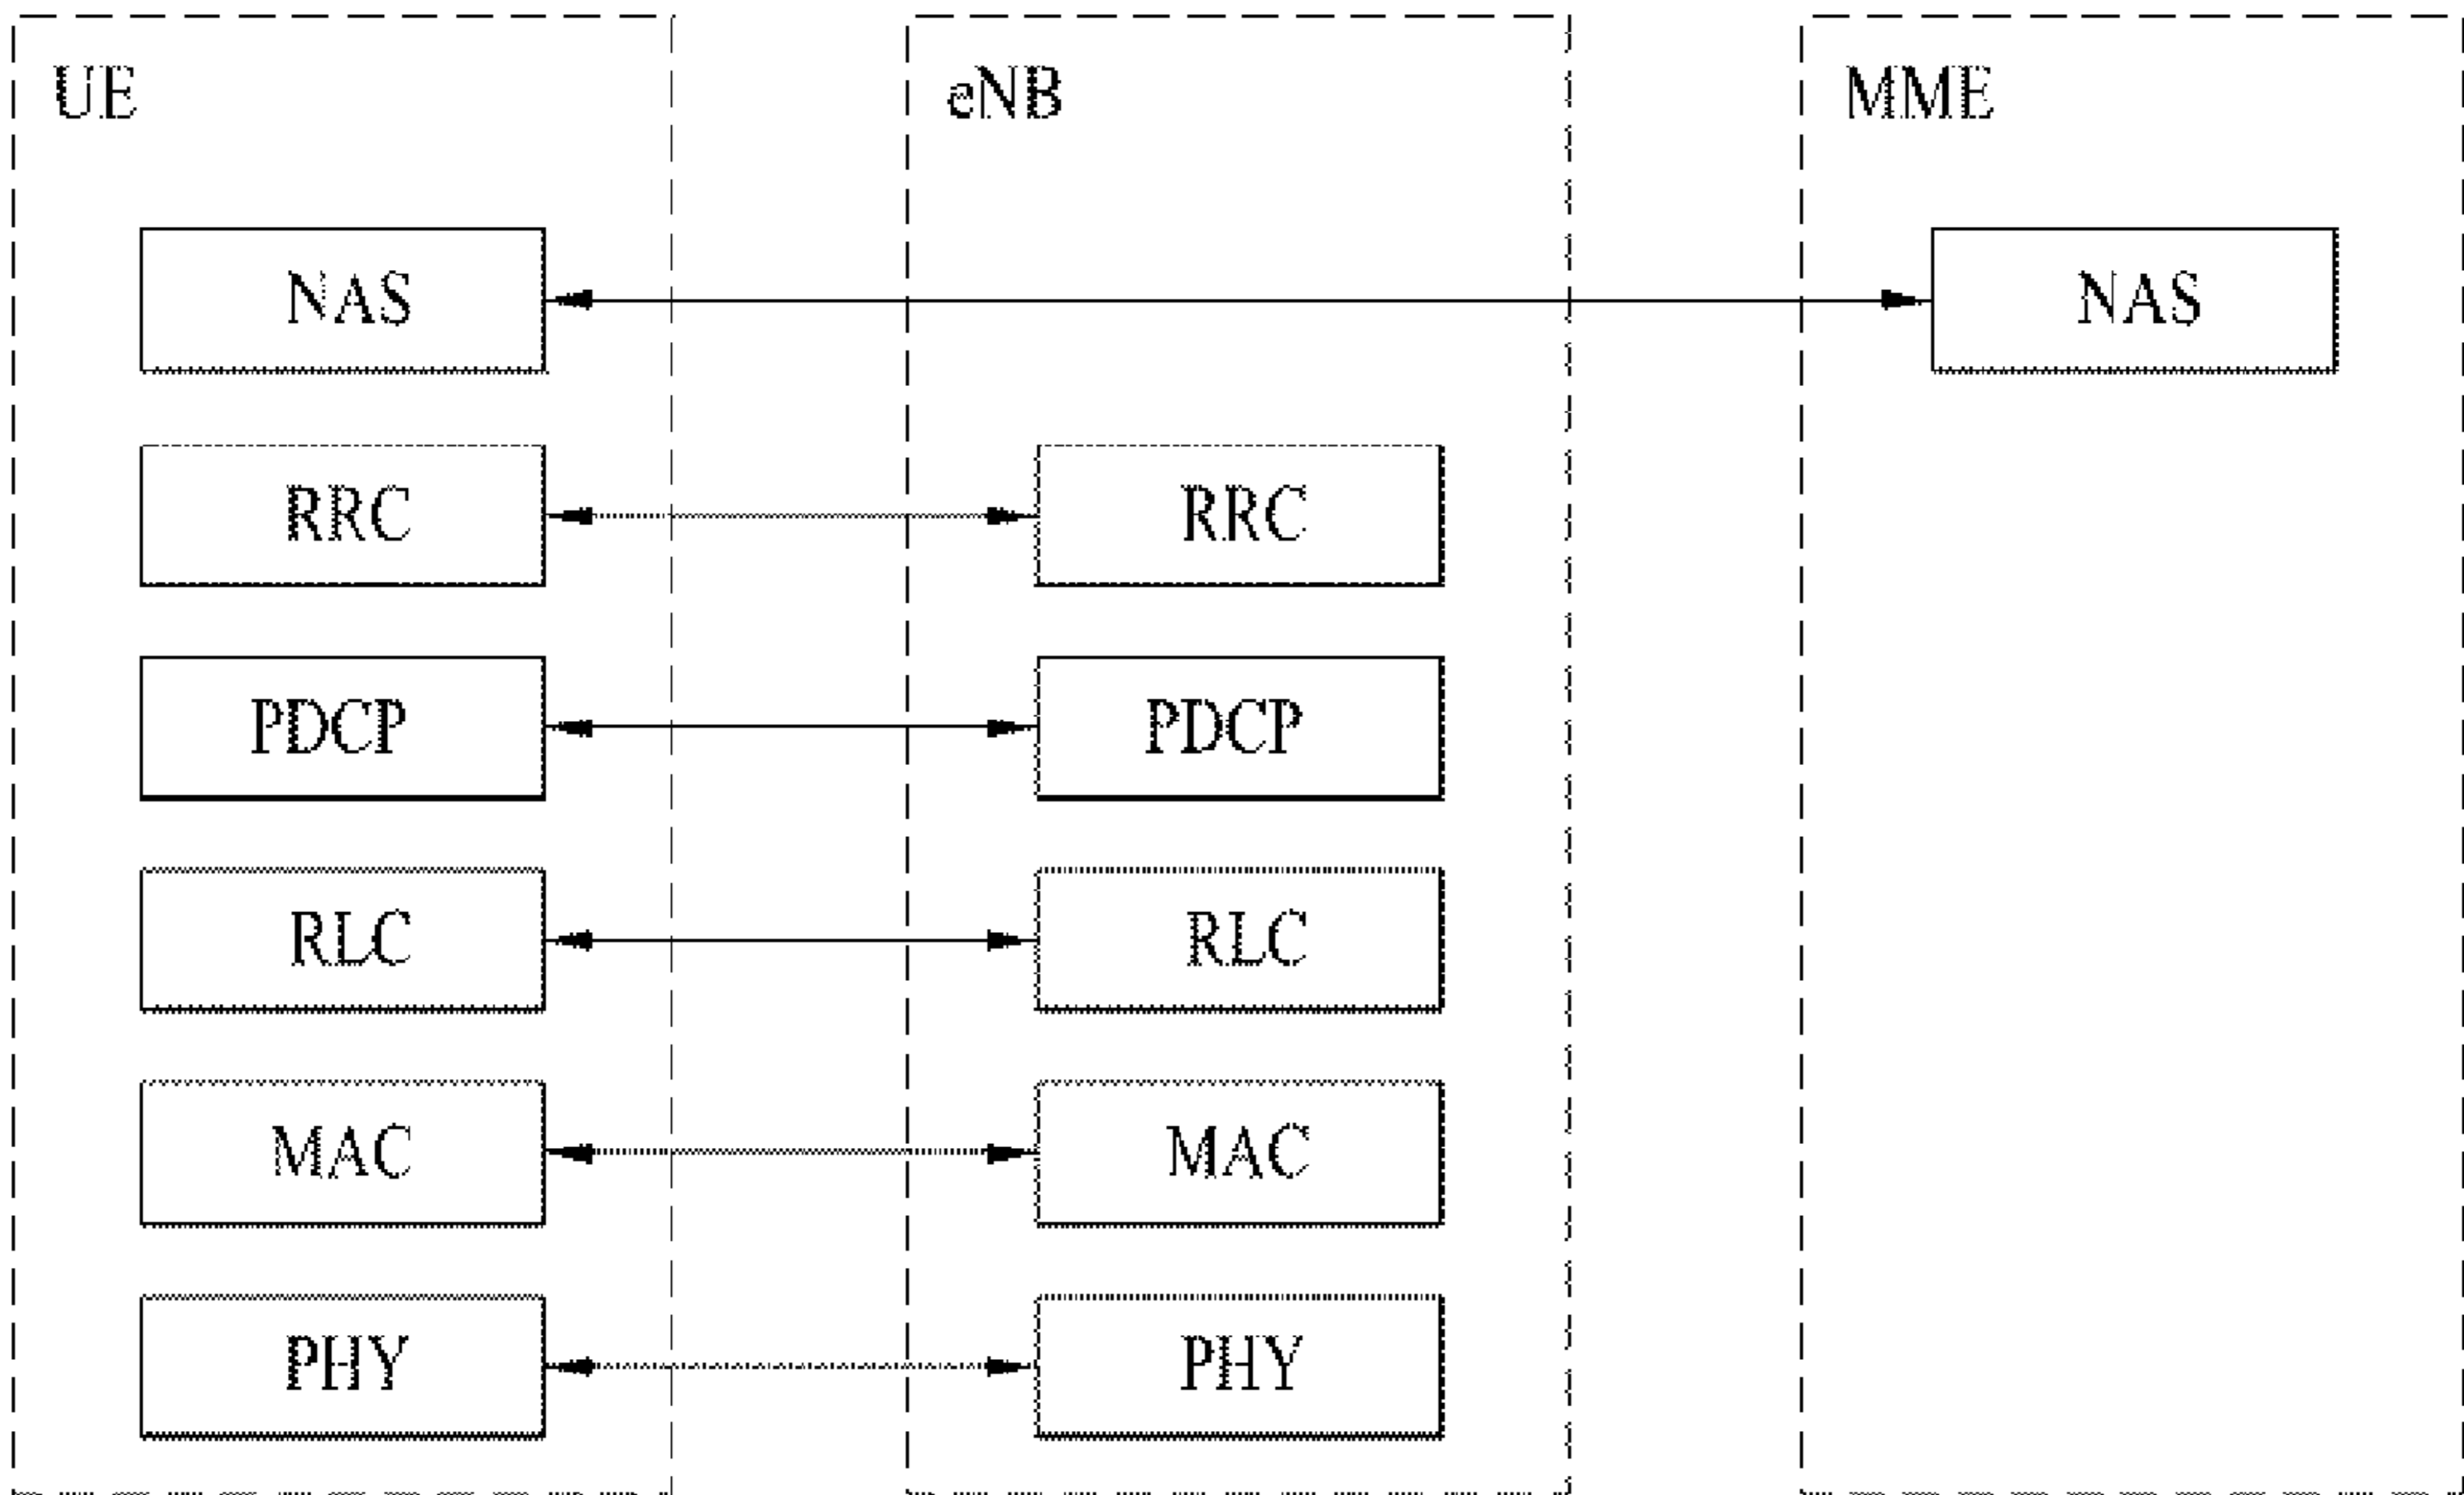 UE eNB MME
NAS NAS
RRC RRC
PDCP PDCP
RLC RLC
MAC MAC
PHY PHY